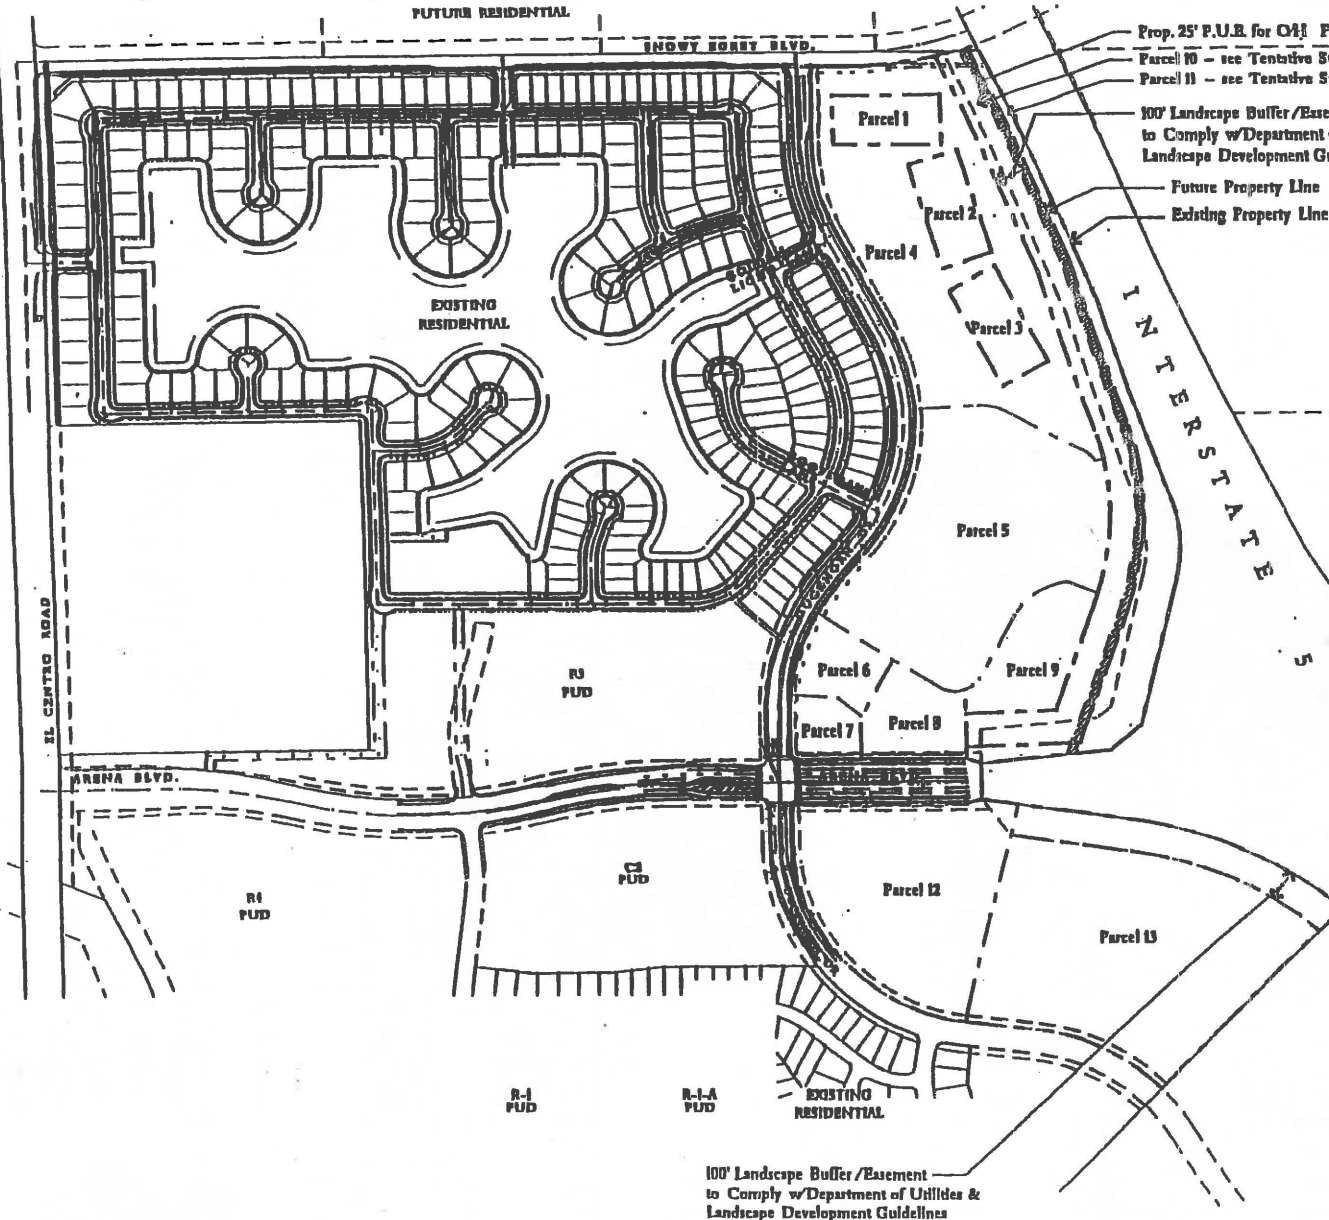 FUTURE RESIDENTIAL
SNOWY EGRET BLVD.
Prop. 25' P.U.E. for
Parcel 10 - see Tentative
Parcel 11 - see Tentative
100' Landscape Buffer/
to Comply w/Department
Landscape Development
Future Property Line
Existing Property Line
Parcel 1
Parcel 2
Parcel 4
Parcel 3
EXISTING
RESIDENTIAL
INTERSTATE 5
Parcel 5
EL CENTRO ROAD
Parcel 6
Parcel 9
R3
PUD
Parcel 7
Parcel 8
ARENA BLVD.
ARENA BLVD.
C2
PUD
Parcel 12
R4
PUD
Parcel 13
R-1
PUD
R-1-A
PUD
EXISTING
RESIDENTIAL
100' Landscape Buffer/Easement
to Comply w/Department of Utilities &
Landscape Development Guidelines